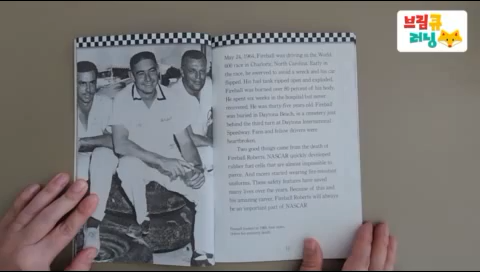 브림큐
러닝
May 24, 1964, Fireball was driving in the World
600 race in Charlotte, North Carolina. Early in
the race, he swerved to avoid a wreck and his car
flipped. His fuel tank ripped open and exploded.
Fireball was burned over 80 percent of his body.
He spent six weeks in the hospital but never
recovered. He was thirty-five years old. Fireball
was buried in Daytona Beach, in a cemetery just
behind the third turn at Daytona International
Speedway. Fans and fellow drivers were
heartbroken.
Two good things came from the death of
Fireball Roberts. NASCAR quickly developed
rubber fuel cells that are almost impossible to
and racers started wearing fire-resistant
uniforms. These safety features have saved
many lives over the years. Because of this and
his amazing career, Fireball Roberts will always
be an important part of NASCAR.